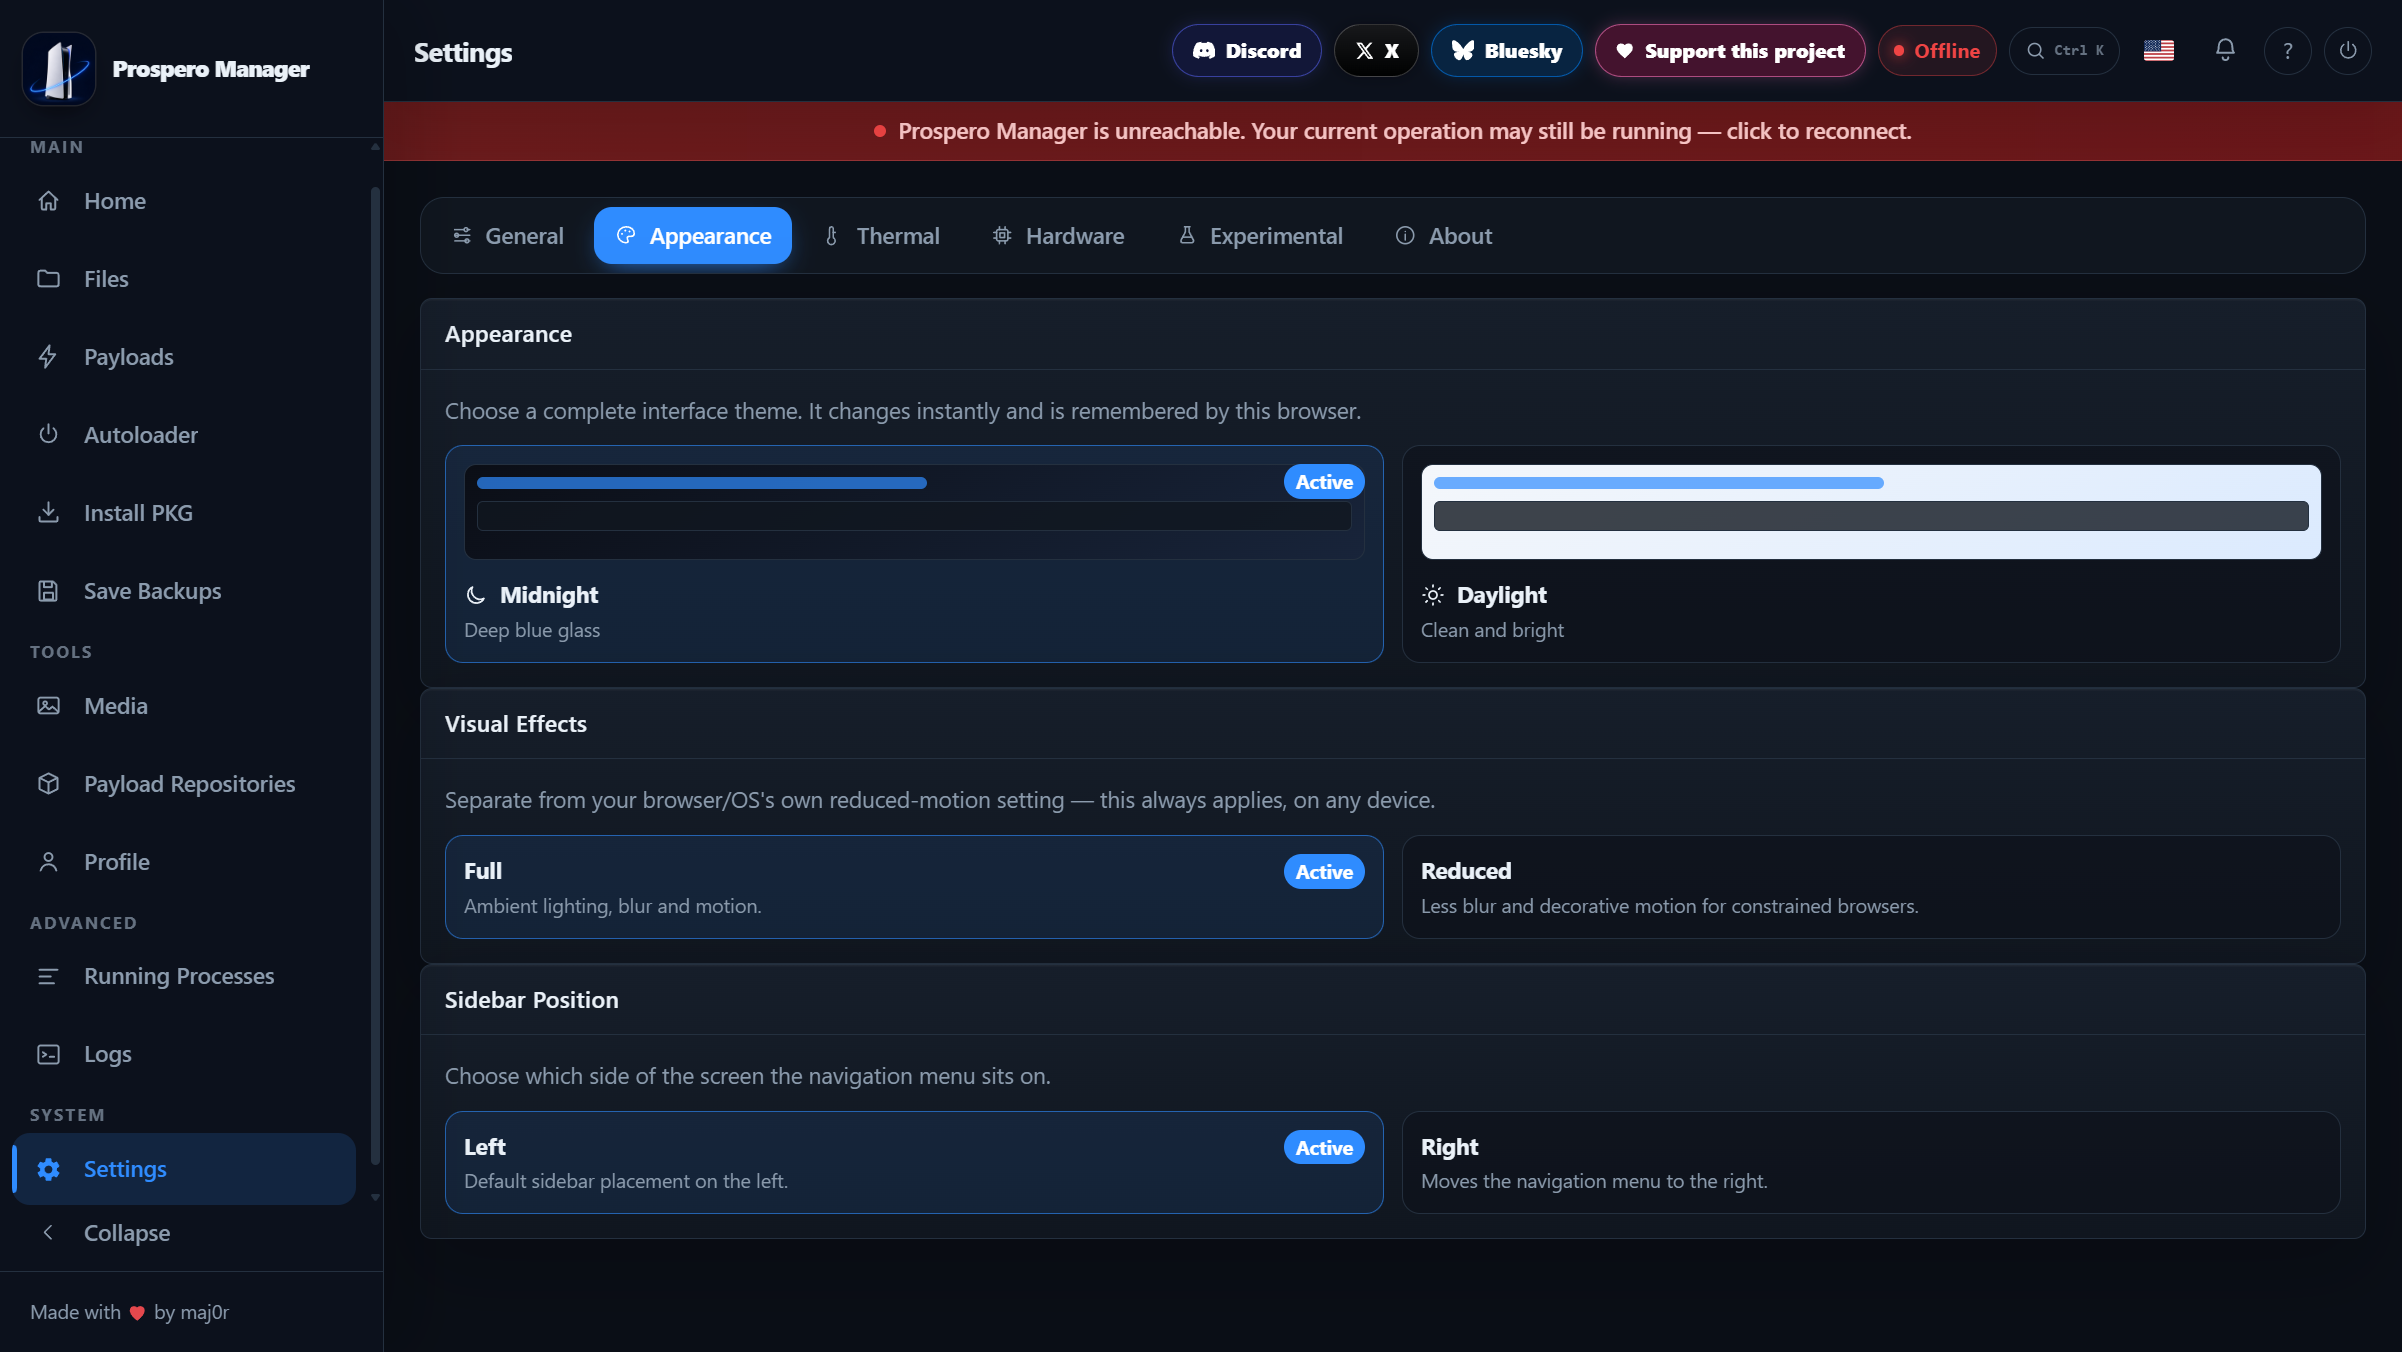 Prospero Manager
MAIN
Home
Files
Payloads
Autoloader
Install PKG
Save Backups
TOOLS
Media
Payload Repositories
Profile
ADVANCED
Running Processes
Logs
SYSTEM
Settings
Collapse
Made with ❤ by maj0r
Settings
Discord
X
Bluesky
Support this project
Offline
Ctrl K
?
Prospero Manager is unreachable. Your current operation may still be running — click to reconnect.
General
Appearance
Thermal
Hardware
Experimental
About
Appearance
Choose a complete interface theme. It changes instantly and is remembered by this browser.
Active
Midnight
Deep blue glass
Daylight
Clean and bright
Visual Effects
Separate from your browser/OS's own reduced-motion setting — this always applies, on any device.
Full
Active
Ambient lighting, blur and motion.
Reduced
Less blur and decorative motion for constrained browsers.
Sidebar Position
Choose which side of the screen the navigation menu sits on.
Left
Active
Default sidebar placement on the left.
Right
Moves the navigation menu to the right.